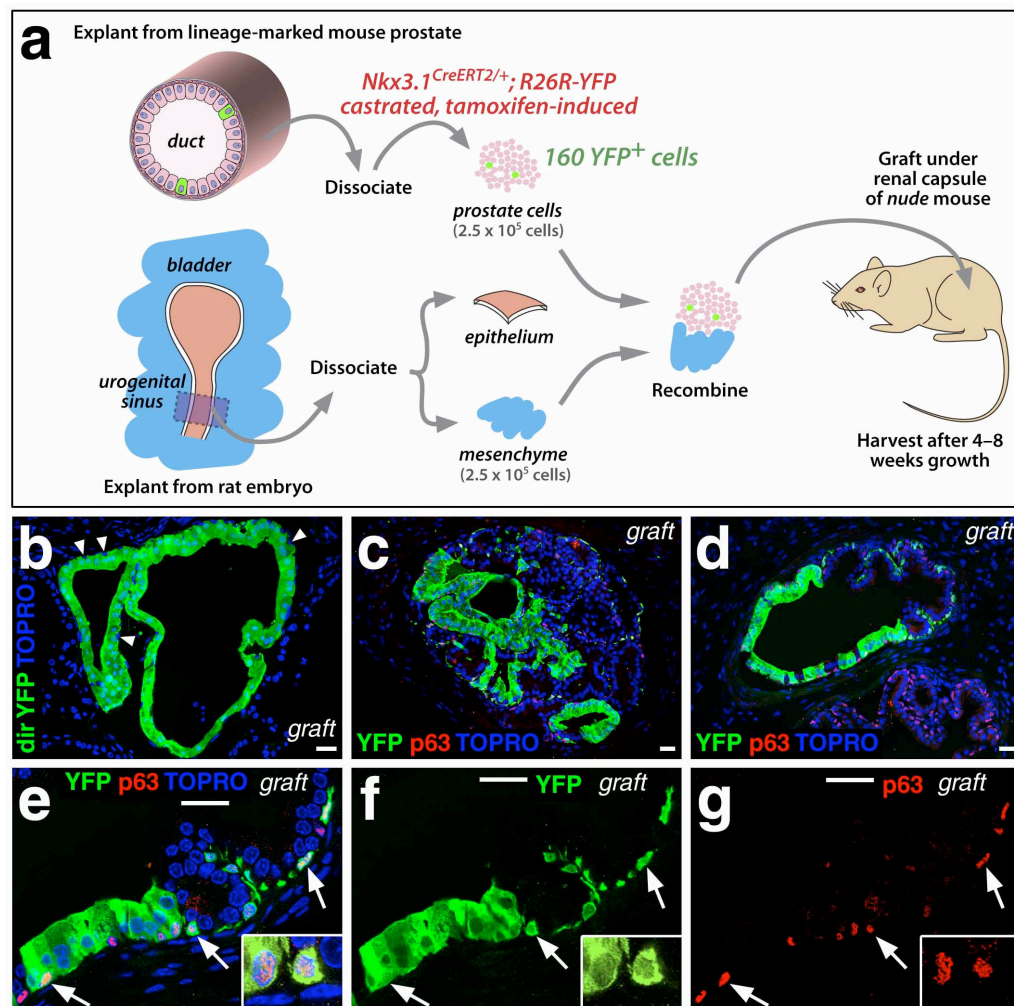 a
Explant from lineage-marked mouse prostate
Nkx3.1CreERT2/+; R26R-YFP
castrated, tamoxifen-induced
duct
Dissociate
160 YFP+ cells
prostate cells
(2.5 x 10⁵ cells)
Graft under
renal capsule
of nude mouse
bladder
epithelium
urogenital
sinus
Dissociate
Recombine
mesenchyme
(2.5 x 10⁵ cells)
Harvest after 4–8
weeks growth
Explant from rat embryo
b
dir YFP TOPRO
graft
c
graft
YFP p63 TOPRO
d
graft
YFP p63 TOPRO
e
YFP p63 TOPRO graft
f
YFP
graft
g
p63
graft